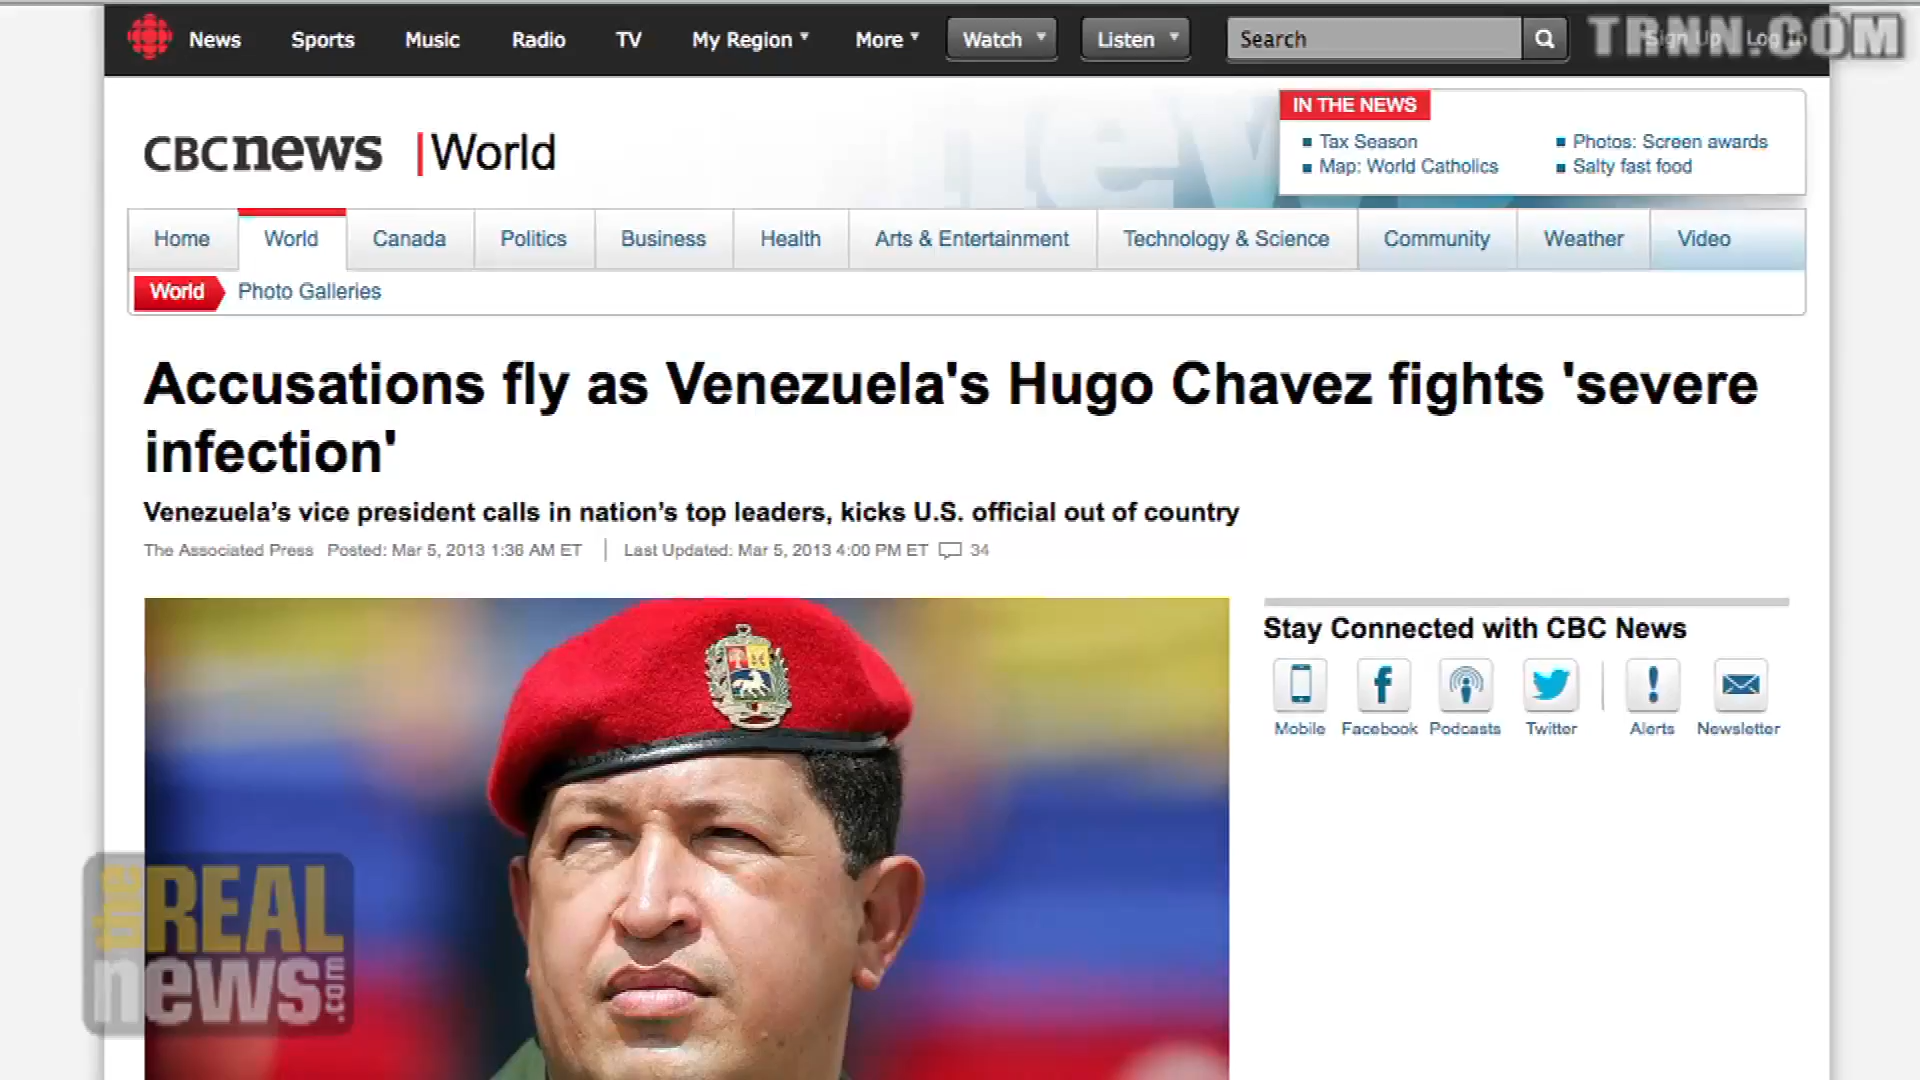 News Sports Music Radio TV My Region More Watch Listen Search Sign Up Log In
TRNN.COM
IN THE NEWS
Tax Season
Photos: Screen awards
Map: World Catholics
Salty fast food
CBCnews | World
Home World Canada Politics Business Health Arts & Entertainment Technology & Science Community Weather Video
World Photo Galleries
Accusations fly as Venezuela's Hugo Chavez fights 'severe
infection'
Venezuela’s vice president calls in nation’s top leaders, kicks U.S. official out of country
The Associated Press Posted: Mar 5, 2013 1:36 AM ET | Last Updated: Mar 5, 2013 4:00 PM ET 34
Stay Connected with CBC News
Mobile Facebook Podcasts Twitter Alerts Newsletter
the REAL
news.com